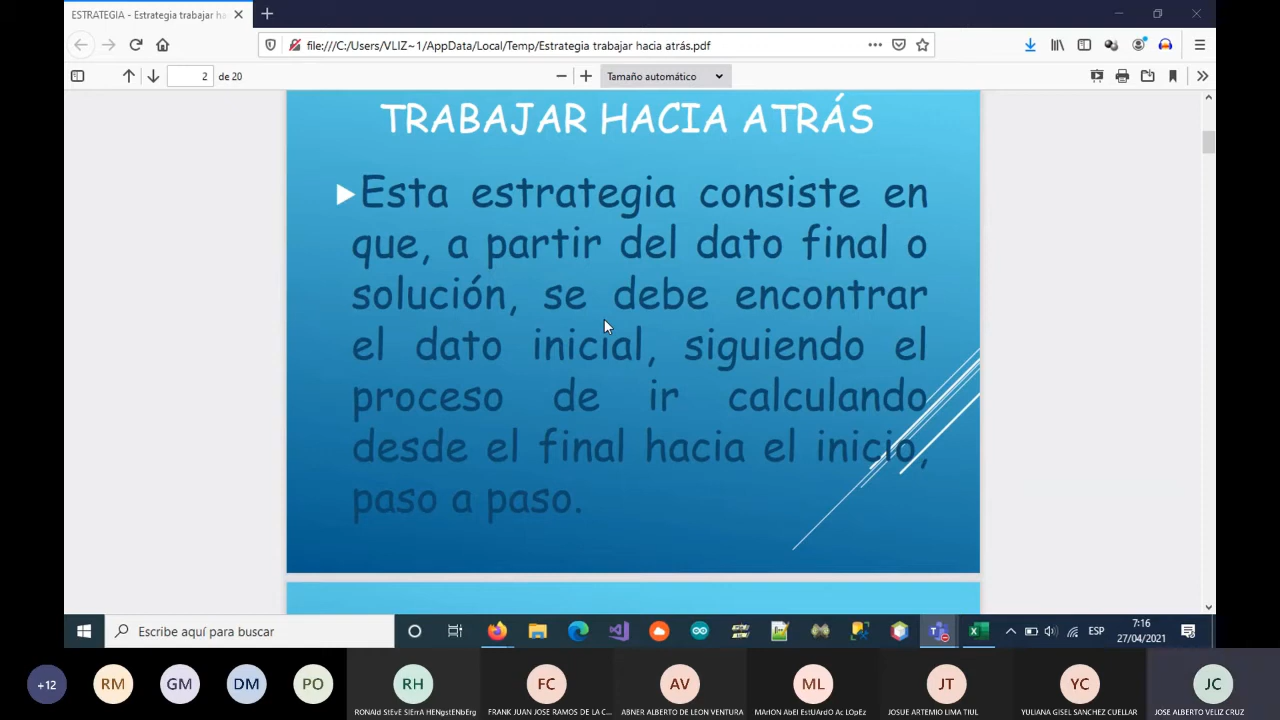 ESTRATEGIA - Estrategia trabajar ha
file:///C:/Users/VLIZ~1/AppData/Local/Temp/Estrategia trabajar hacia atrás.pdf
2 de 20
Tamaño automático
TRABAJAR HACIA ATRÁS
Esta estrategia consiste en
que, a partir del dato final o
solución, se debe encontrar
el dato inicial, siguiendo el
proceso de ir calculando
desde el final hacia el inicio,
paso a paso.
Escribe aquí para buscar
ESP
7:16
27/04/2021
+12
RM
GM
DM
PO
RH
FC
AV
ML
JT
YC
JC
RONAld StEvE SIErrA HENgstENbErg
FRANK JUAN JOSE RAMOS DE LA C...
ABNER ALBERTO DE LEON VENTURA
MArION AbEl EstUArdO Ac LOpEz
JOSUE ARTEMIO LIMA TIUL
YULIANA GISEL SANCHEZ CUELLAR
JOSE ALBERTO VELIZ CRUZ